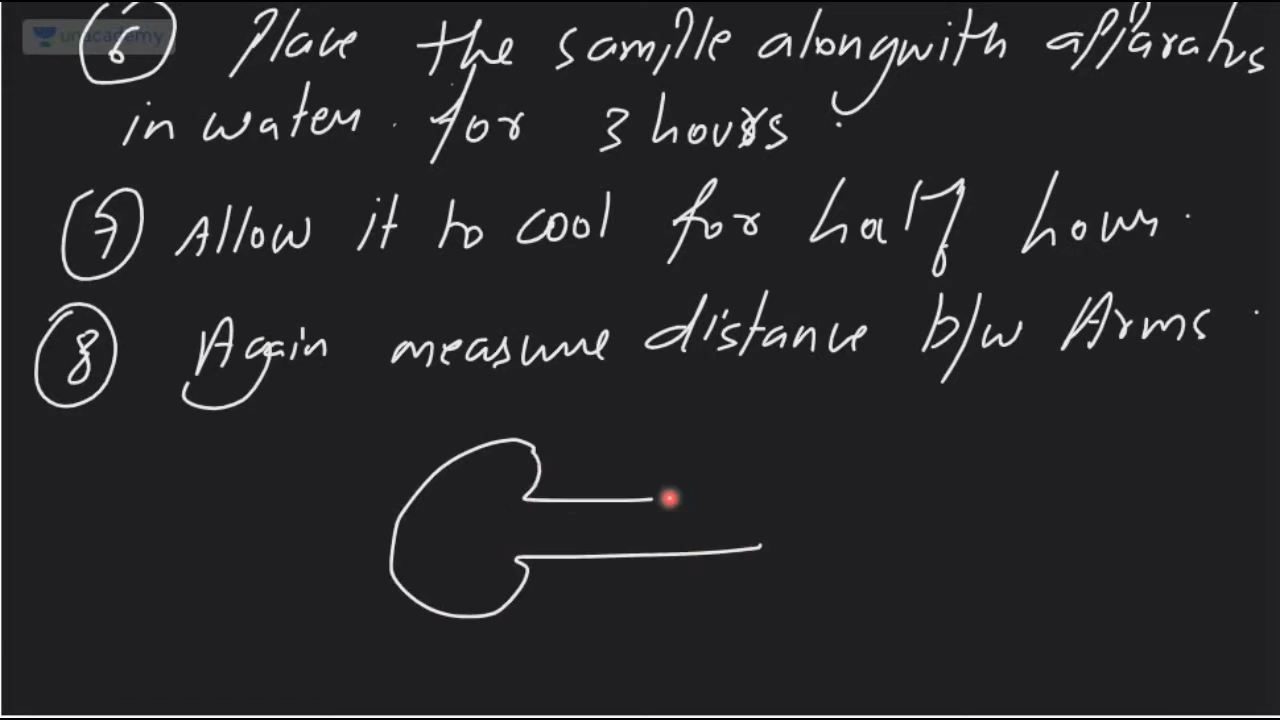 unacademy
6 Place the sample alongwith apparatus
in water for 3 hours.
7 Allow it to cool for half hour.
8 Again measure distance b/w Arms.